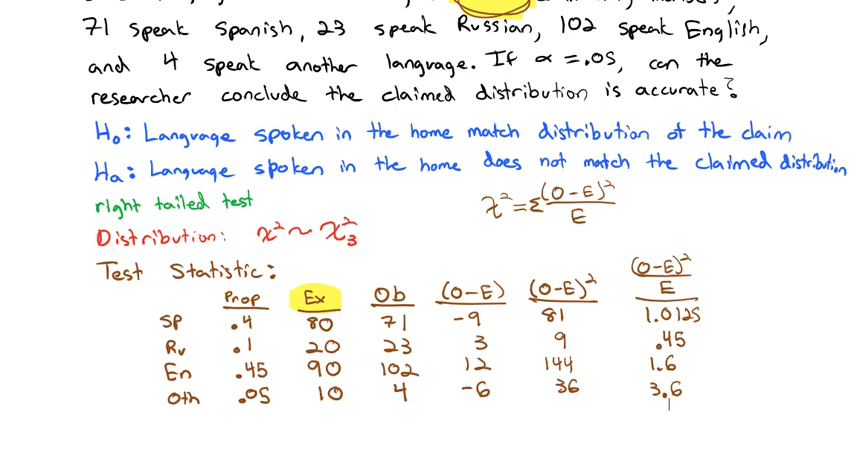 71 speak Spanish, 23 speak Russian, 102 speak English,
and 4 speak another language. If α = .05, can the
researcher conclude the claimed distribution is accurate?
H₀: Language spoken in the home match distribution of the claim
Ha: Language spoken in the home does not match the claimed distribution
right tailed test
χ² = Σ (O-E)² / E
Distribution: χ² ~ χ²₃
Test Statistic:
Prop Ex Ob (O-E) (O-E)² (O-E)² / E
Sp .4 80 71 -9 81 1.0125
Ru .1 20 23 3 9 .45
En .45 90 102 12 144 1.6
Oth .05 10 4 -6 36 3.6